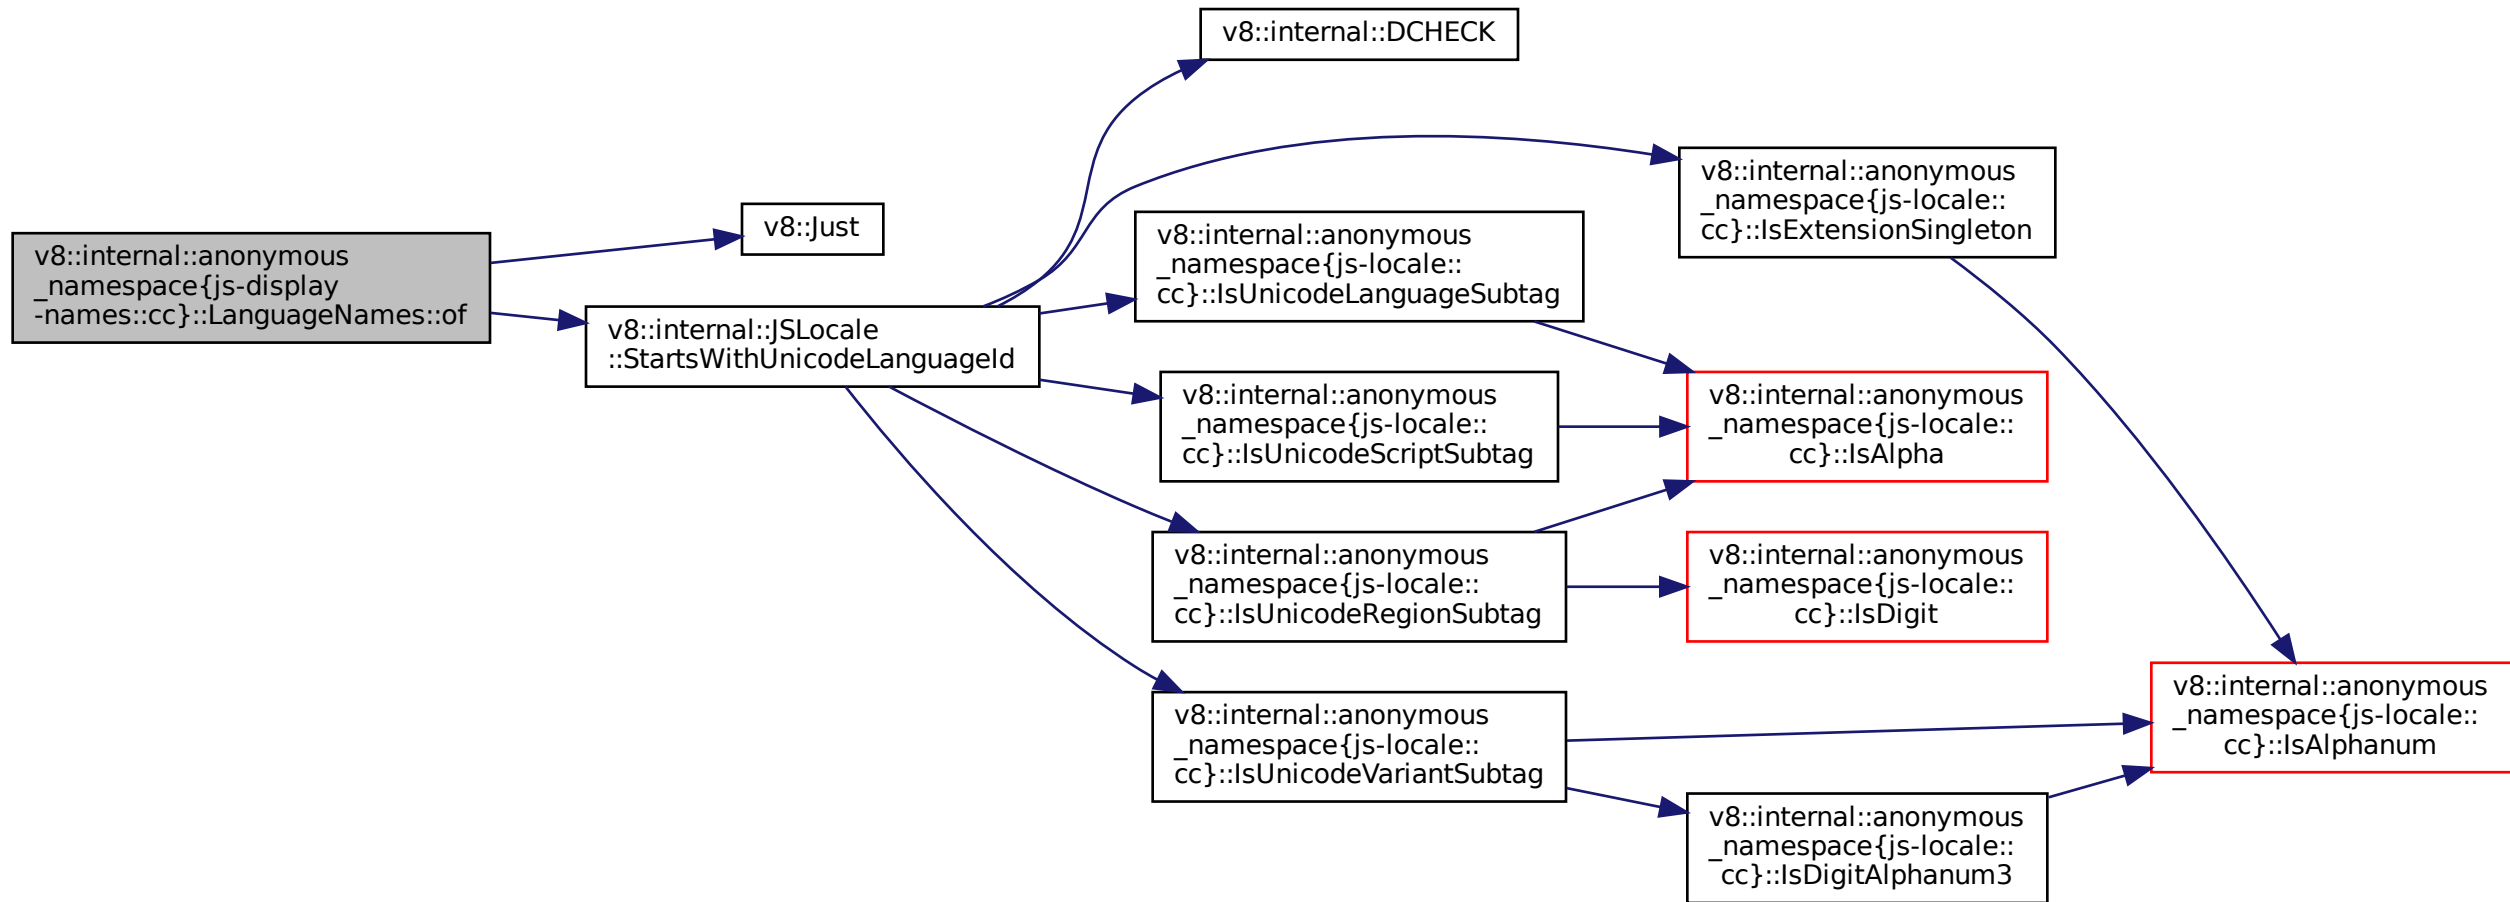 v8::internal::anonymous
_namespace{js-display
-names::cc}::LanguageNames::of
v8::Just
v8::internal::JSLocale
::StartsWithUnicodeLanguageId
v8::internal::DCHECK
v8::internal::anonymous
_namespace{js-locale::
cc}::IsExtensionSingleton
v8::internal::anonymous
_namespace{js-locale::
cc}::IsUnicodeLanguageSubtag
v8::internal::anonymous
_namespace{js-locale::
cc}::IsUnicodeScriptSubtag
v8::internal::anonymous
_namespace{js-locale::
cc}::IsAlpha
v8::internal::anonymous
_namespace{js-locale::
cc}::IsUnicodeRegionSubtag
v8::internal::anonymous
_namespace{js-locale::
cc}::IsDigit
v8::internal::anonymous
_namespace{js-locale::
cc}::IsUnicodeVariantSubtag
v8::internal::anonymous
_namespace{js-locale::
cc}::IsAlphanum
v8::internal::anonymous
_namespace{js-locale::
cc}::IsDigitAlphanum3